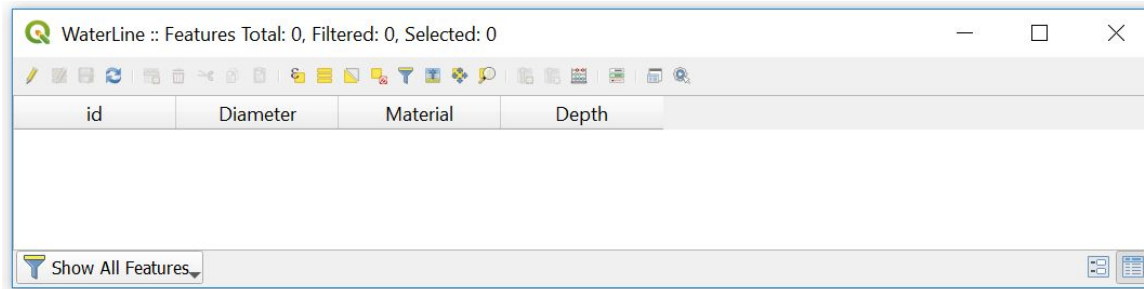 WaterLine :: Features Total: 0, Filtered: 0, Selected: 0
id Diameter Material Depth
Show All Features